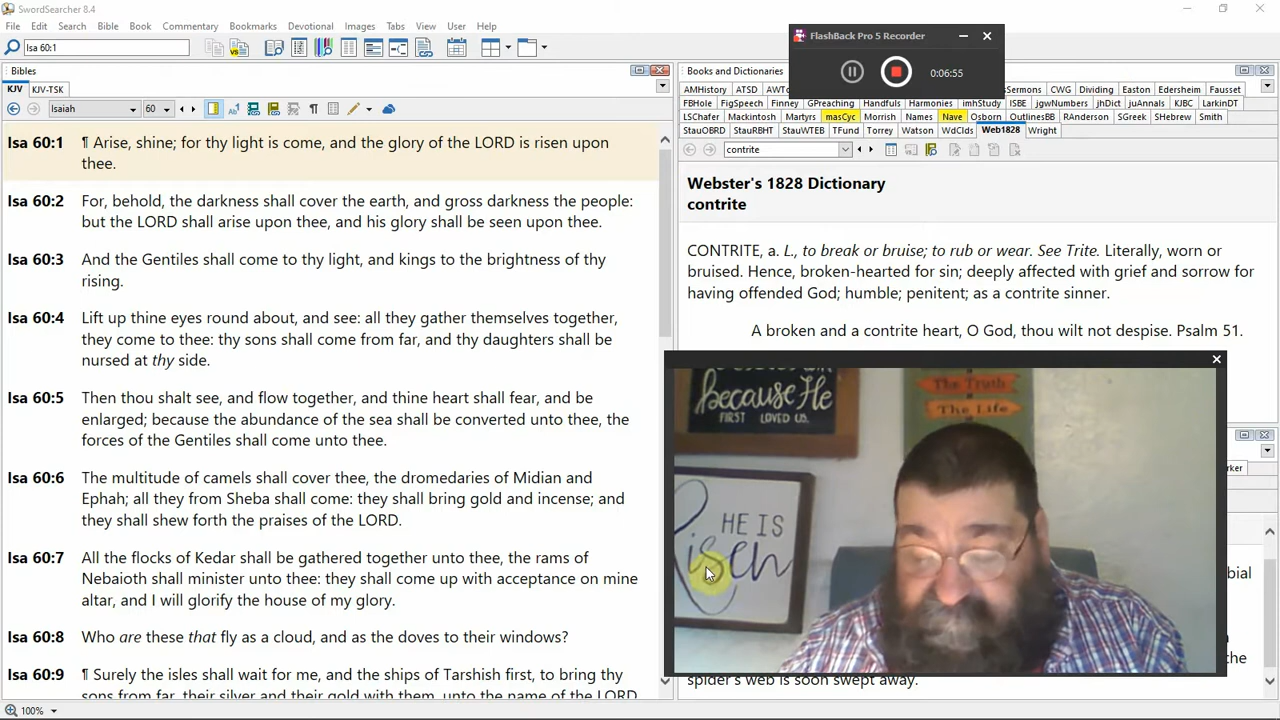 SwordSearcher 8.4
File Edit Search Bible Book Commentary Bookmarks Devotional Images Tabs View User Help
Isa 60:1
Bibles
KJV KJV-TSK
Isaiah 60
Isa 60:1 ¶ Arise, shine; for thy light is come, and the glory of the LORD is risen upon
thee.
Isa 60:2 For, behold, the darkness shall cover the earth, and gross darkness the people:
but the LORD shall arise upon thee, and his glory shall be seen upon thee.
Isa 60:3 And the Gentiles shall come to thy light, and kings to the brightness of thy
rising.
Isa 60:4 Lift up thine eyes round about, and see: all they gather themselves together,
they come to thee: thy sons shall come from far, and thy daughters shall be
nursed at thy side.
Isa 60:5 Then thou shalt see, and flow together, and thine heart shall fear, and be
enlarged; because the abundance of the sea shall be converted unto thee, the
forces of the Gentiles shall come unto thee.
Isa 60:6 The multitude of camels shall cover thee, the dromedaries of Midian and
Ephah; all they from Sheba shall come: they shall bring gold and incense; and
they shall shew forth the praises of the LORD.
Isa 60:7 All the flocks of Kedar shall be gathered together unto thee, the rams of
Nebaioth shall minister unto thee: they shall come up with acceptance on mine
altar, and I will glorify the house of my glory.
Isa 60:8 Who are these that fly as a cloud, and as the doves to their windows?
Isa 60:9 ¶ Surely the isles shall wait for me, and the ships of Tarshish first, to bring thy
sons from far, their silver and their gold with them, unto the name of the LORD
100%
FlashBack Pro 5 Recorder
0:06:55
Books and Dictionaries
AMHistory ATSD CWG Dividing Easton Edersheim Fausset
FBHole FigSpeech Finney GPreaching Handfuls Harmonies imhStudy ISBE jgwNumbers jhDict juAnnals KJBC LarkinDT
LSChafer Mackintosh Martyrs masCyc Morrish Names Nave Osborn OutlinesBB RAnderson SGreek SHebrew Smith
StauOBRD StauRBHT StauWTEB TFund Torrey Watson WdClds Web1828 Wright
contrite
Webster's 1828 Dictionary
contrite
CONTRITE, a. L., to break or bruise; to rub or wear. See Trite. Literally, worn or
bruised. Hence, broken-hearted for sin; deeply affected with grief and sorrow for
having offended God; humble; penitent; as a contrite sinner.
A broken and a contrite heart, O God, thou wilt not despise. Psalm 51.
because He
FIRST LOVED US.
The Truth
The Life
HE IS
Risen
bial
the
spider's web is soon swept away.